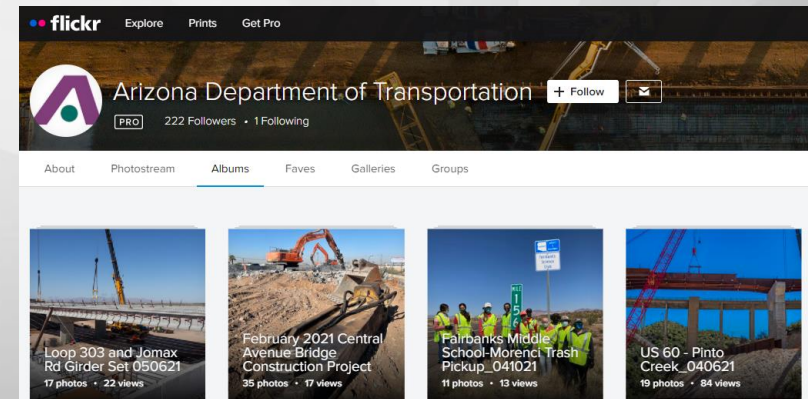 flickr Explore Prints Get Pro
Arizona Department of Transportation + Follow
PRO 222 Followers • 1 Following
About Photostream Albums Faves Galleries Groups
Loop 303 and Jomax
Rd Girder Set 050621
17 photos • 22 views
February 2021 Central
Avenue Bridge
Construction Project
35 photos • 17 views
MILE
1
5
Fairbanks Middle
School-Morenci Trash
Pickup_041021
11 photos • 13 views
US 60 - Pinto
Creek_040621
19 photos • 84 views